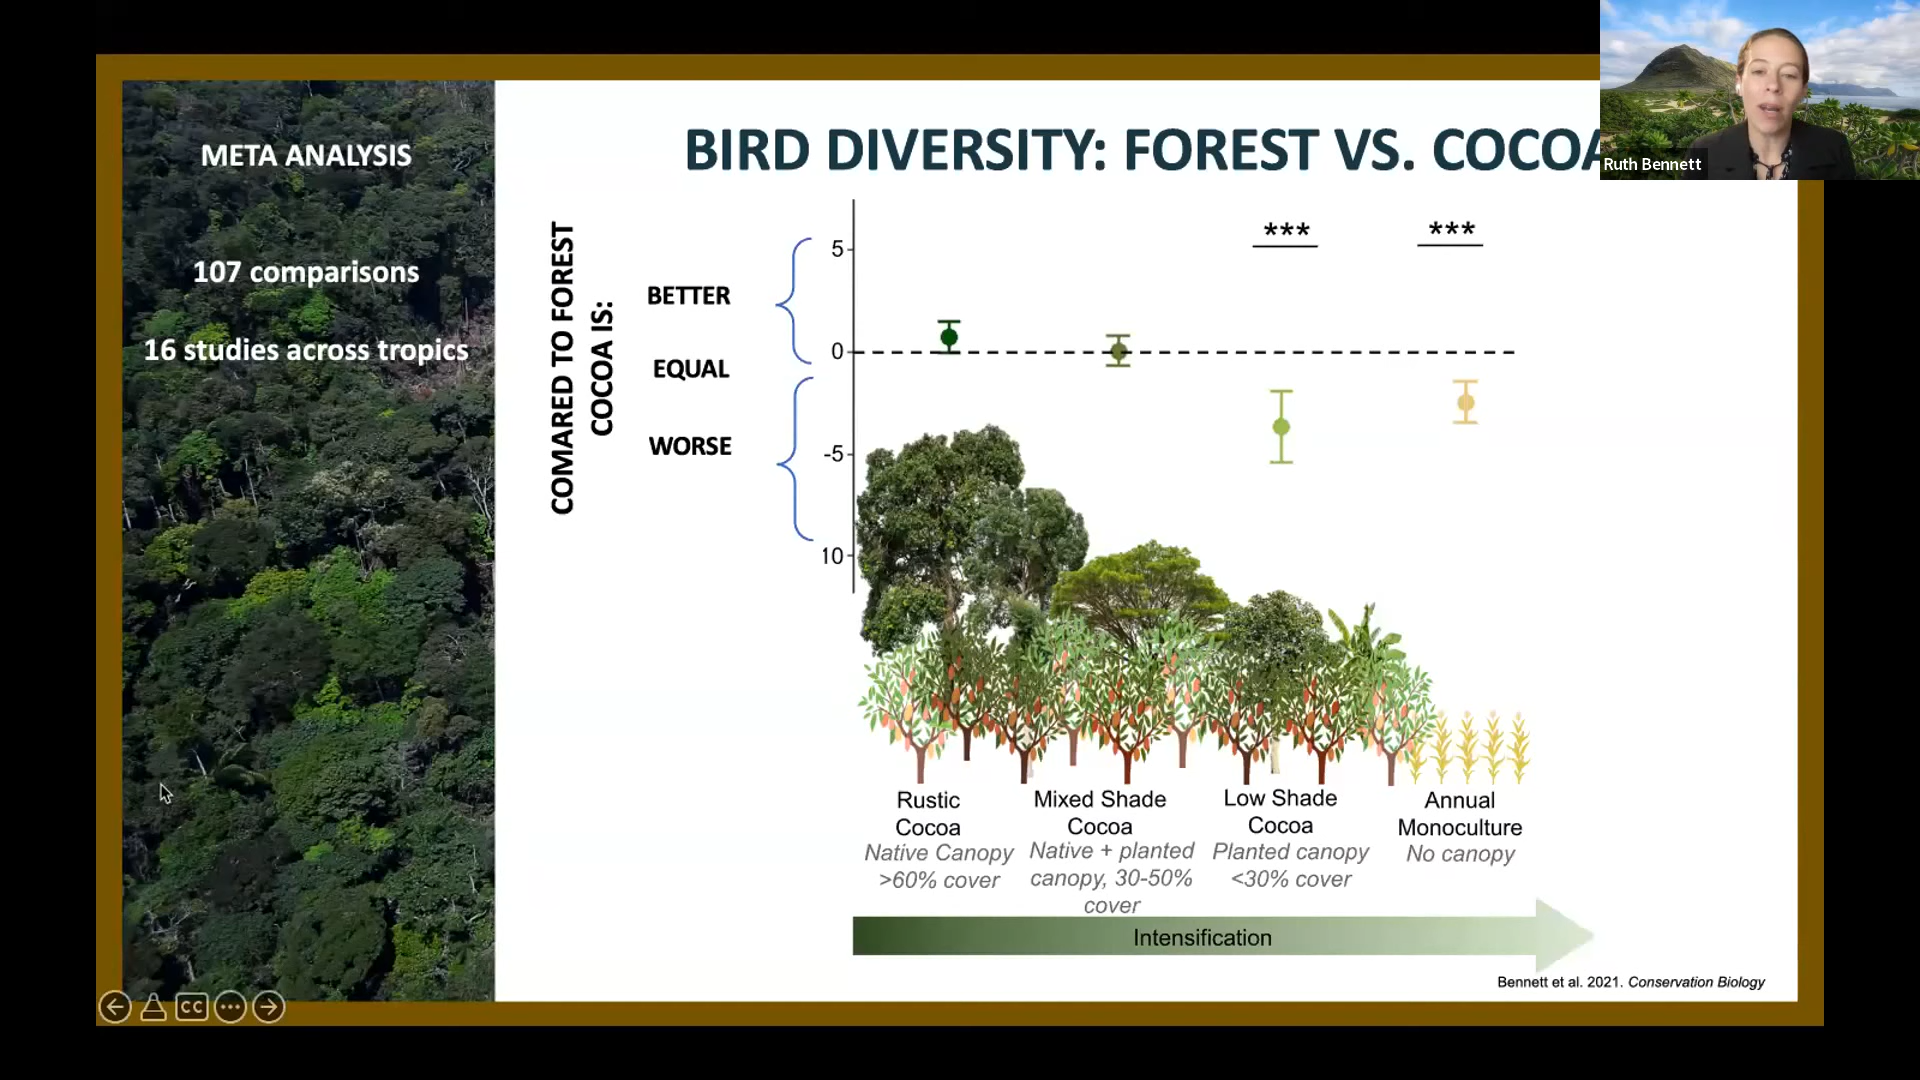 META ANALYSIS
107 comparisons
16 studies across tropics
BIRD DIVERSITY: FOREST VS. COCOA
Ruth Bennett
COMARED TO FOREST
COCOA IS:
BETTER
EQUAL
WORSE
5
0
-5
10
***
***
Rustic
Cocoa
Native Canopy
>60% cover
Mixed Shade
Cocoa
Native + planted
canopy, 30-50%
cover
Low Shade
Cocoa
Planted canopy
<30% cover
Annual
Monoculture
No canopy
Intensification
Bennett et al. 2021. Conservation Biology
CC